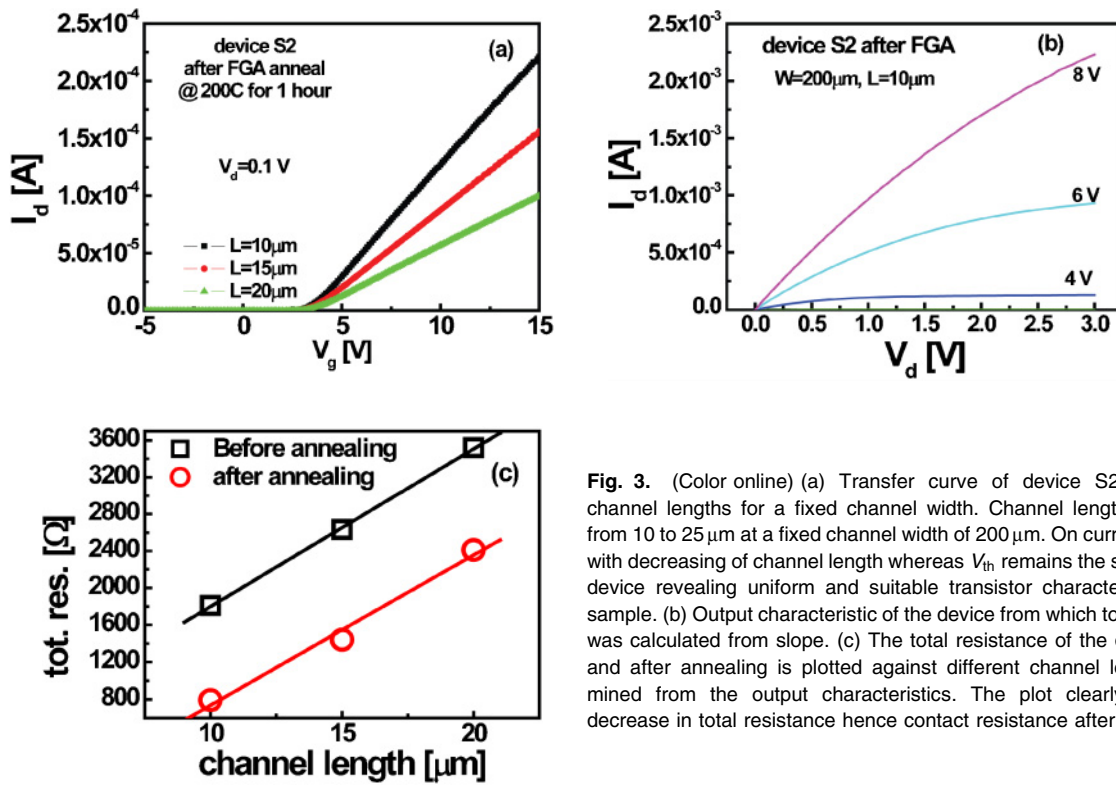 2.5x10-4
2.0x10-4
1.5x10-4
1.0x10-4
5.0x10-5
0.0
Id [A]
(a)
device S2
after FGA anneal
@ 200C for 1 hour
Vd=0.1 V
L=10μm
L=15μm
L=20μm
-5 0 5 10 15
Vg [V]
2.5x10-3
2.0x10-3
1.5x10-3
1.0x10-3
5.0x10-4
0.0
Id [A]
device S2 after FGA (b)
W=200μm, L=10μm
8 V
6 V
4 V
0.0 0.5 1.0 1.5 2.0 2.5 3.0
Vd [V]
3600
3200
2800
2400
2000
1600
1200
800
tot. res. [Ω]
Before annealing
after annealing
(c)
10 15 20
channel length [μm]
Fig. 3. (Color online) (a) Transfer curve of device S2
channel lengths for a fixed channel width. Channel lengt
from 10 to 25 μm at a fixed channel width of 200 μm. On curr
with decreasing of channel length whereas Vth remains the s
device revealing uniform and suitable transistor characte
sample. (b) Output characteristic of the device from which to
was calculated from slope. (c) The total resistance of the
and after annealing is plotted against different channel le
mined from the output characteristics. The plot clearly
decrease in total resistance hence contact resistance after